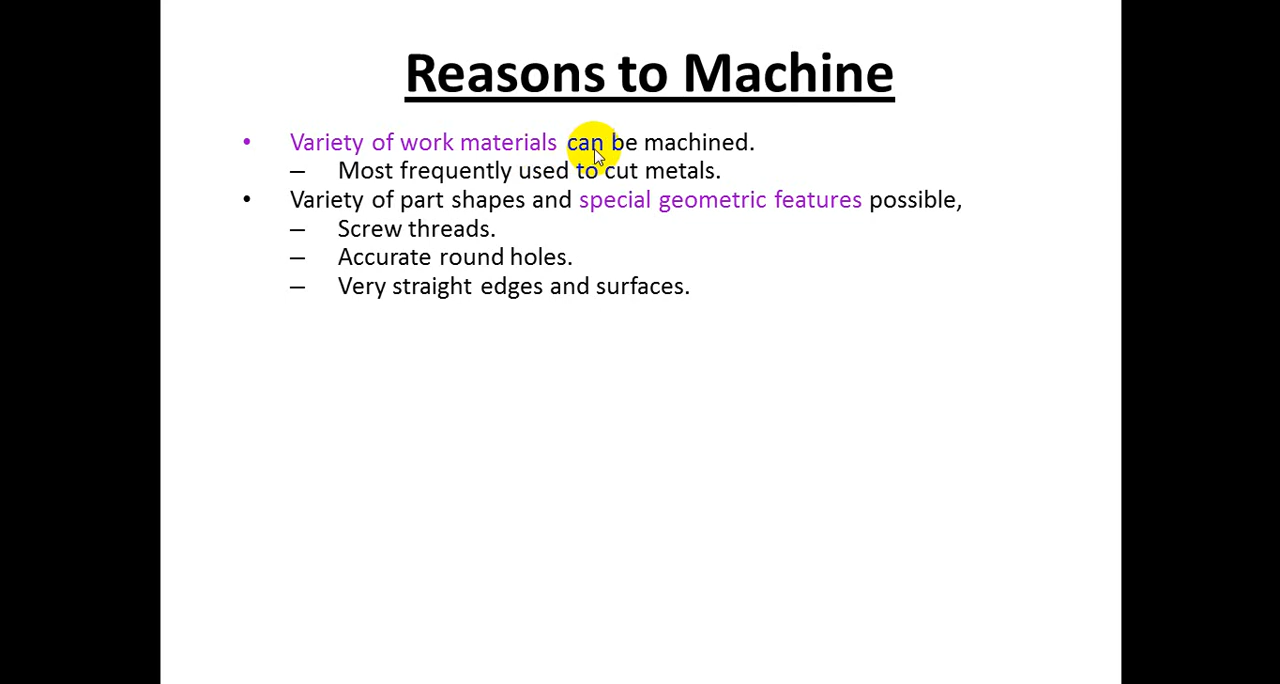 Reasons to Machine
• Variety of work materials can be machined.
– Most frequently used to cut metals.
• Variety of part shapes and special geometric features possible,
– Screw threads.
– Accurate round holes.
– Very straight edges and surfaces.